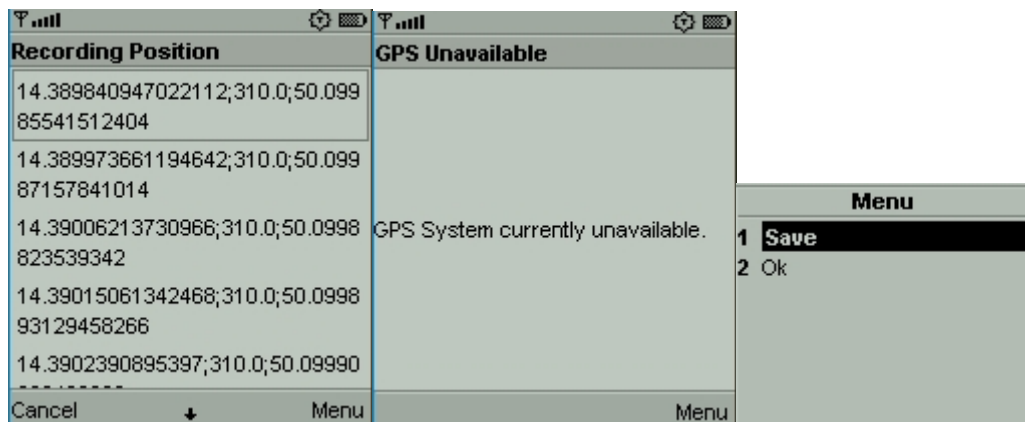 Recording Position
14.389840947022112;310.0;50.099
85541512404
14.389973661194642;310.0;50.099
87157841014
14.39006213730966;310.0;50.0998
823539342
14.39015061342468;310.0;50.0998
93129458266
14.3902390895397;310.0;50.09990
Cancel
Menu
GPS Unavailable
GPS System currently unavailable.
Menu
Menu
1 Save
2 Ok